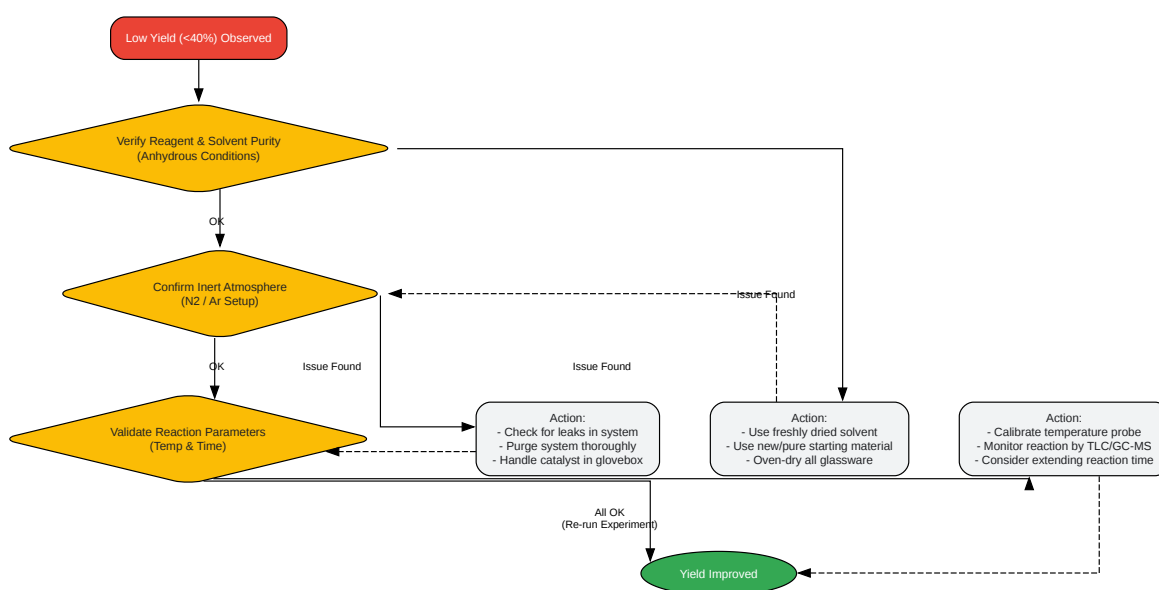 Low Yield (<40%) Observed
Verify Reagent & Solvent Purity
(Anhydrous Conditions)
OK
Confirm Inert Atmosphere
(N2 / Ar Setup)
Issue Found
OK
Issue Found
Issue Found
Validate Reaction Parameters
(Temp & Time)
Action:
- Check for leaks in system
- Purge system thoroughly
- Handle catalyst in glovebox
Action:
- Use freshly dried solvent
- Use new/pure starting material
- Oven-dry all glassware
Action:
- Calibrate temperature probe
- Monitor reaction by TLC/GC-MS
- Consider extending reaction time
All OK
(Re-run Experiment)
Yield Improved